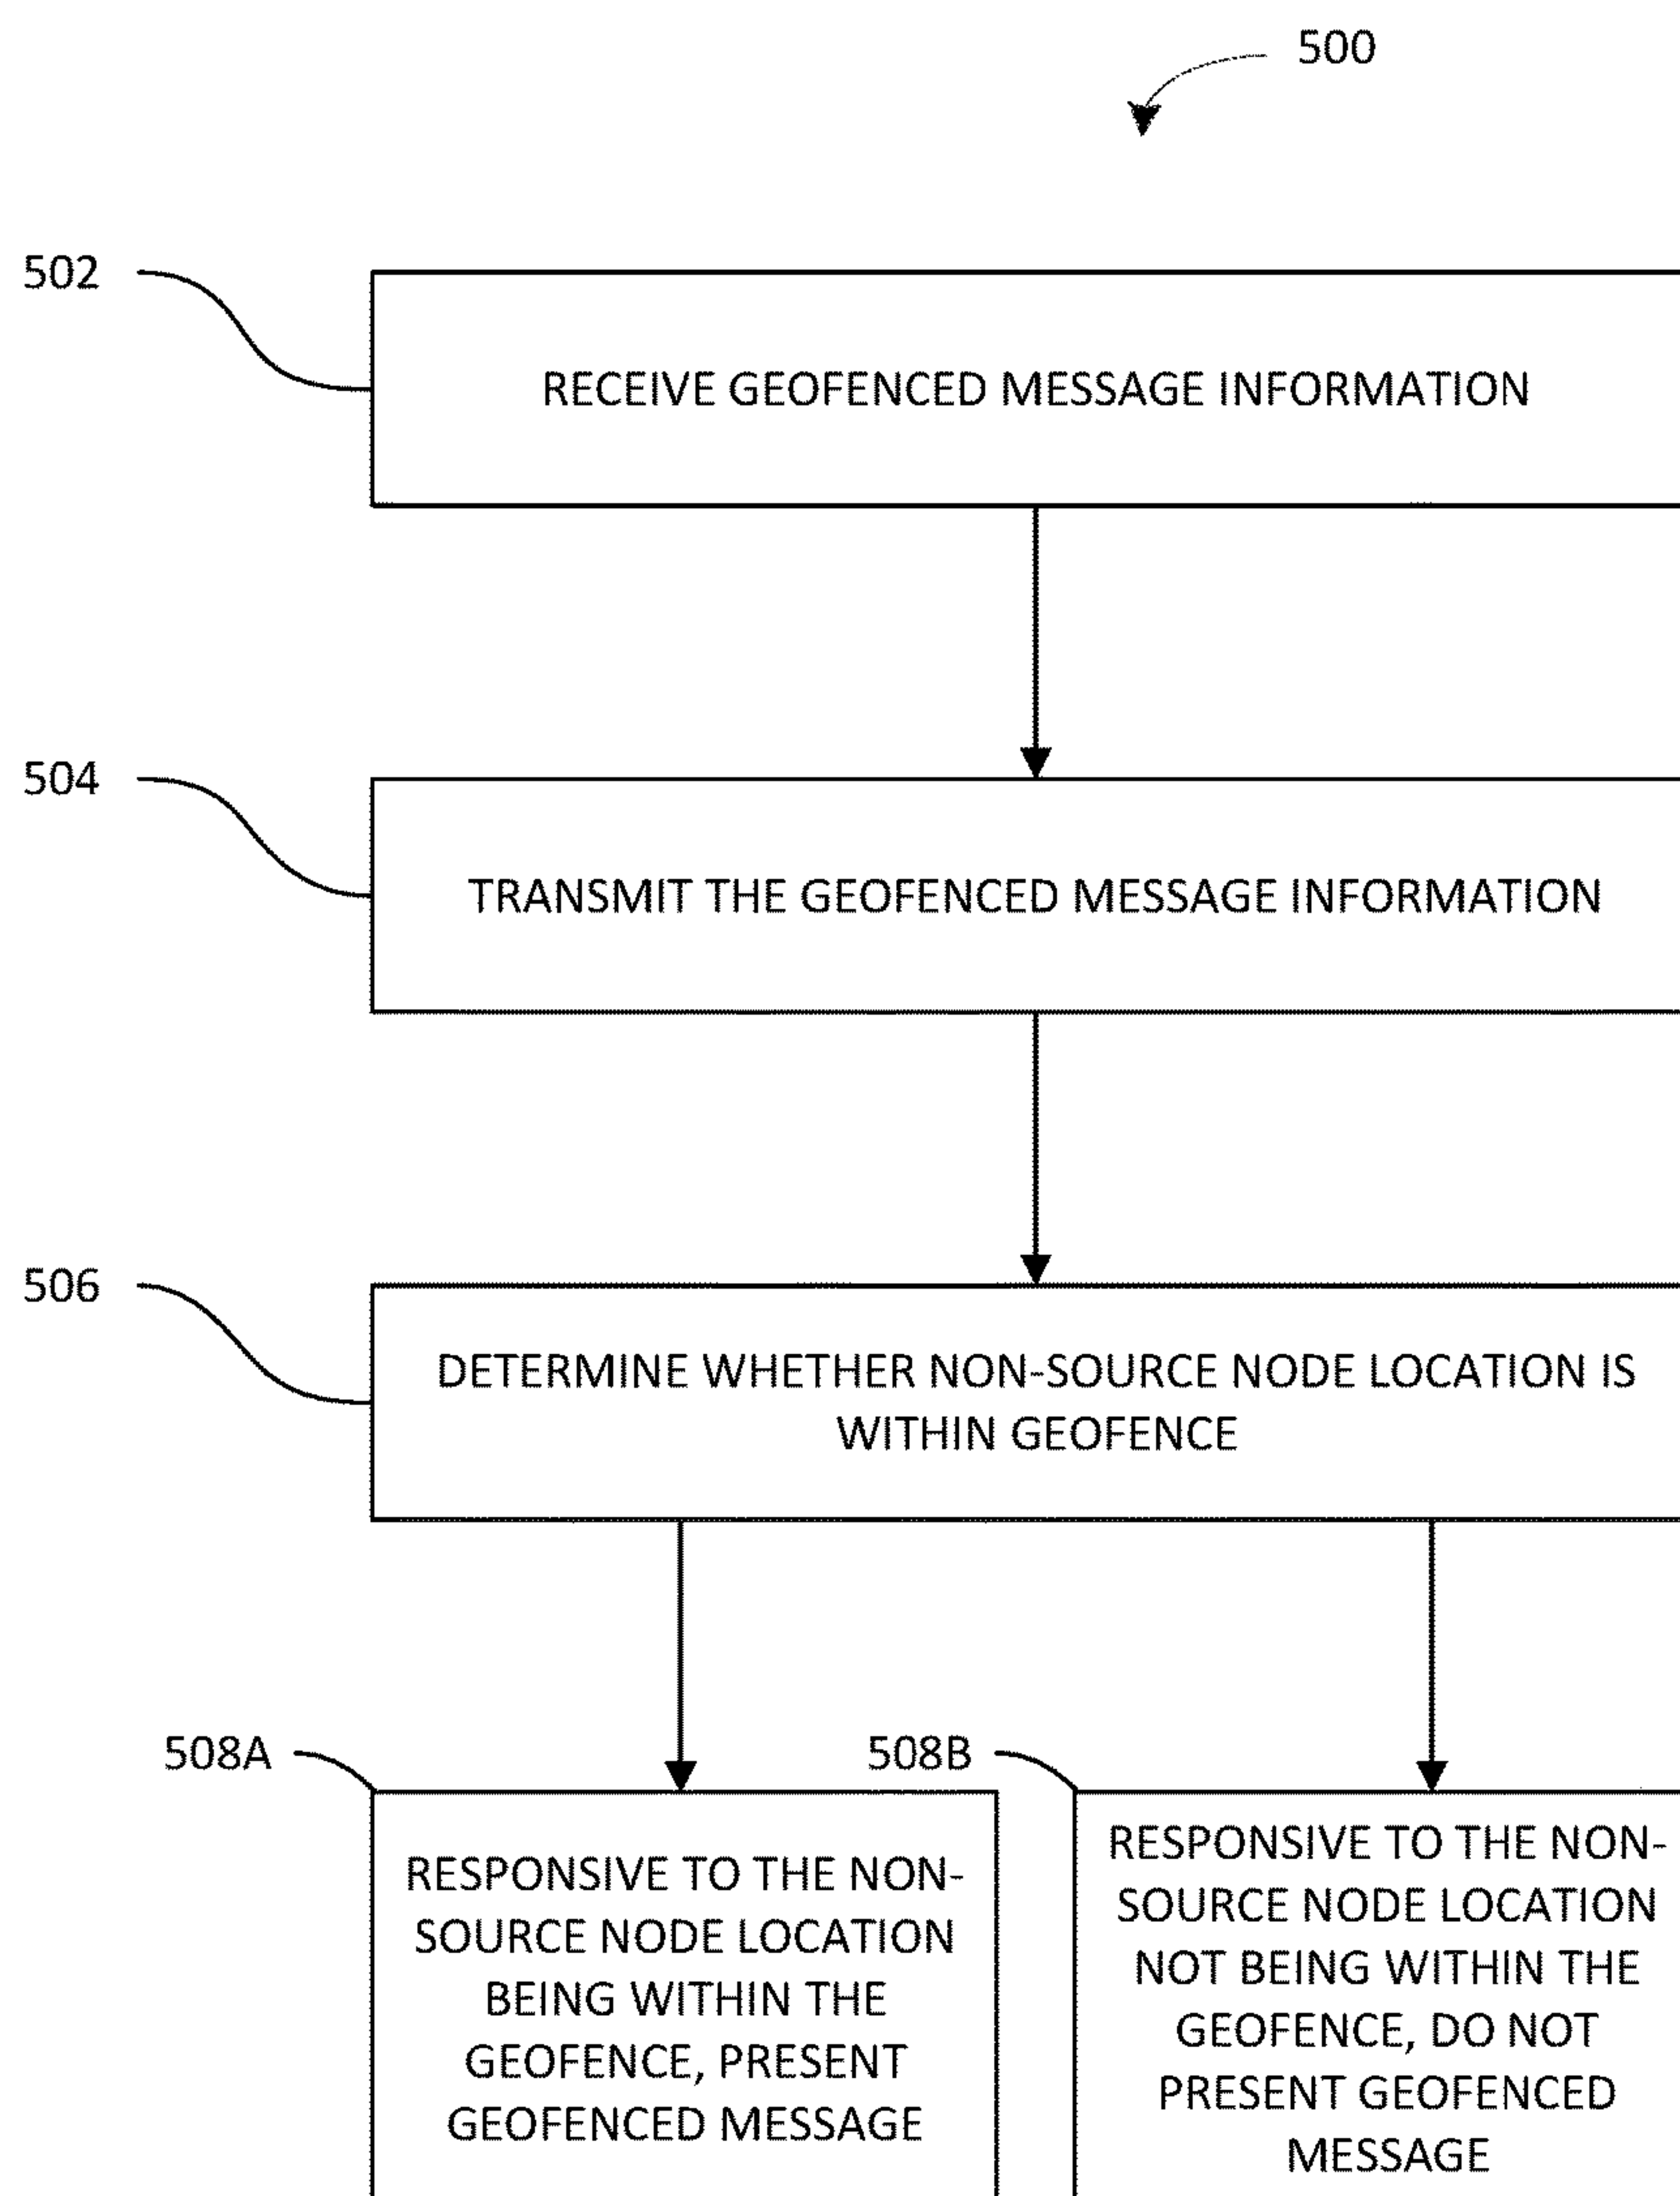 500
502
RECEIVE GEOFENCED MESSAGE INFORMATION
504
TRANSMIT THE GEOFENCED MESSAGE INFORMATION
506
DETERMINE WHETHER NON-SOURCE NODE LOCATION IS
WITHIN GEOFENCE
508A
RESPONSIVE TO THE NON-
SOURCE NODE LOCATION
BEING WITHIN THE
GEOFENCE, PRESENT
GEOFENCED MESSAGE
508B
RESPONSIVE TO THE NON-
SOURCE NODE LOCATION
NOT BEING WITHIN THE
GEOFENCE, DO NOT
PRESENT GEOFENCED
MESSAGE